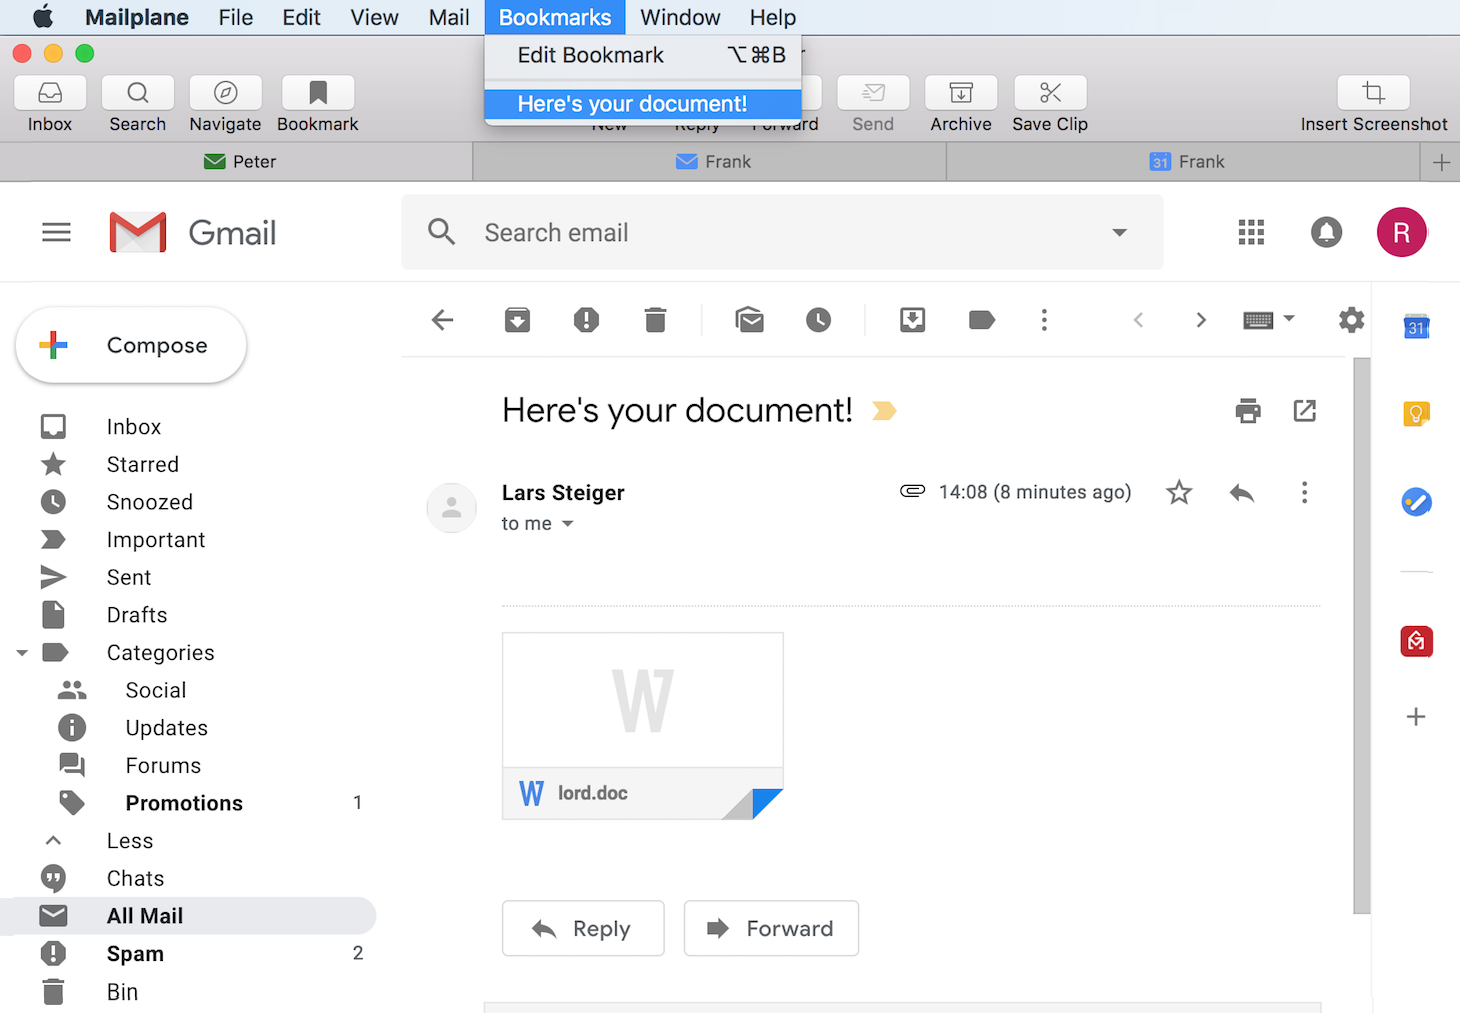 Mailplane File Edit View Mail Bookmarks Window Help
Edit Bookmark ⌥⌘B
Here's your document!
Inbox Search Navigate Bookmark New Reply Forward Send Archive Save Clip Insert Screenshot
Peter Frank 31 Frank
Gmail Search email R
Compose
31
Here's your document!
Inbox
Starred
Lars Steiger 14:08 (8 minutes ago)
Snoozed
to me
Important
Sent
Drafts
Categories
Social
Updates
Forums
W lord.doc
Promotions 1
Less
Chats
All Mail
Reply Forward
Spam 2
Bin